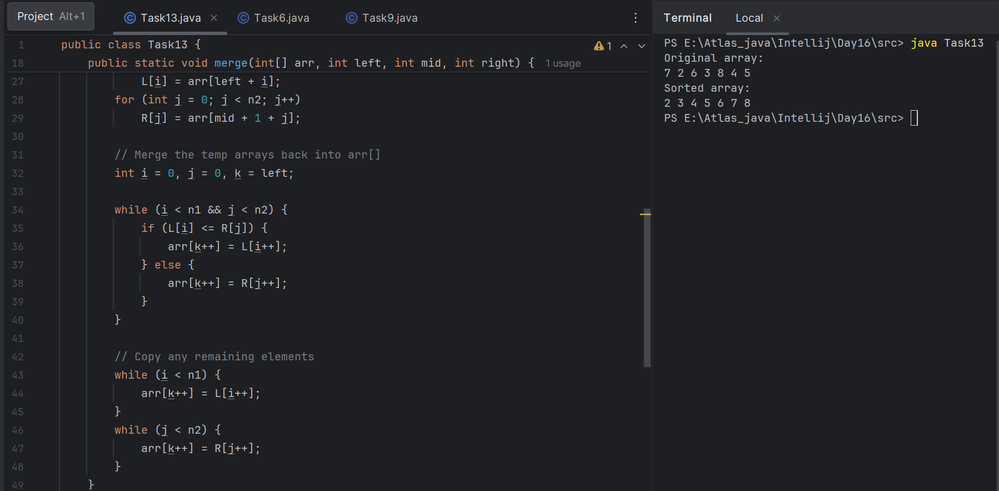 Project Alt+1
Task13.java
Task6.java
Task9.java
1 public class Task13 {
1
18 public static void merge(int[] arr, int left, int mid, int right) { 1 usage
27 L[i] = arr[left + i];
28 for (int j = 0; j < n2; j++)
29 R[j] = arr[mid + 1 + j];
30
31 // Merge the temp arrays back into arr[]
32 int i = 0, j = 0, k = left;
33
34 while (i < n1 && j < n2) {
35 if (L[i] <= R[j]) {
36 arr[k++] = L[i++];
37 } else {
38 arr[k++] = R[j++];
39 }
40 }
41
42 // Copy any remaining elements
43 while (i < n1) {
44 arr[k++] = L[i++];
45 }
46 while (j < n2) {
47 arr[k++] = R[j++];
48 }
49 }
Terminal Local
PS E:\Atlas_java\Intellij\Day16\src> java Task13
Original array:
7 2 6 3 8 4 5
Sorted array:
2 3 4 5 6 7 8
PS E:\Atlas_java\Intellij\Day16\src>